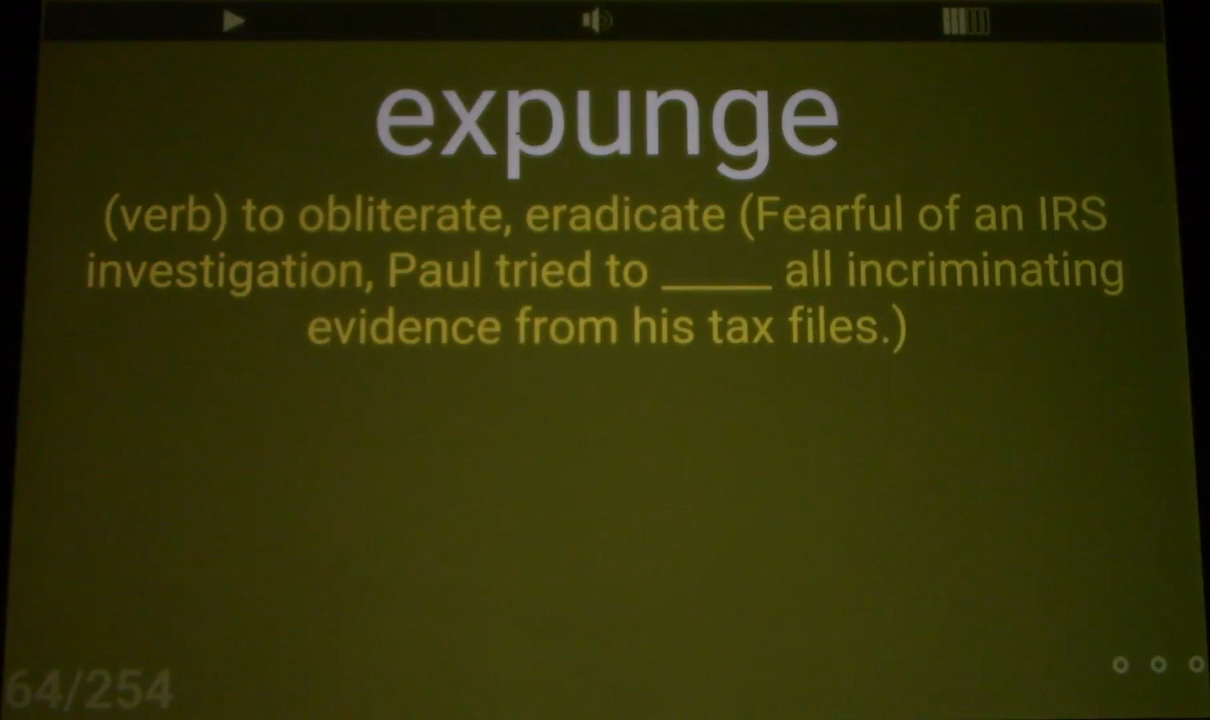 expunge
(verb) to obliterate, eradicate (Fearful of an IRS
investigation, Paul tried to _____ all incriminating
evidence from his tax files.)
64/254